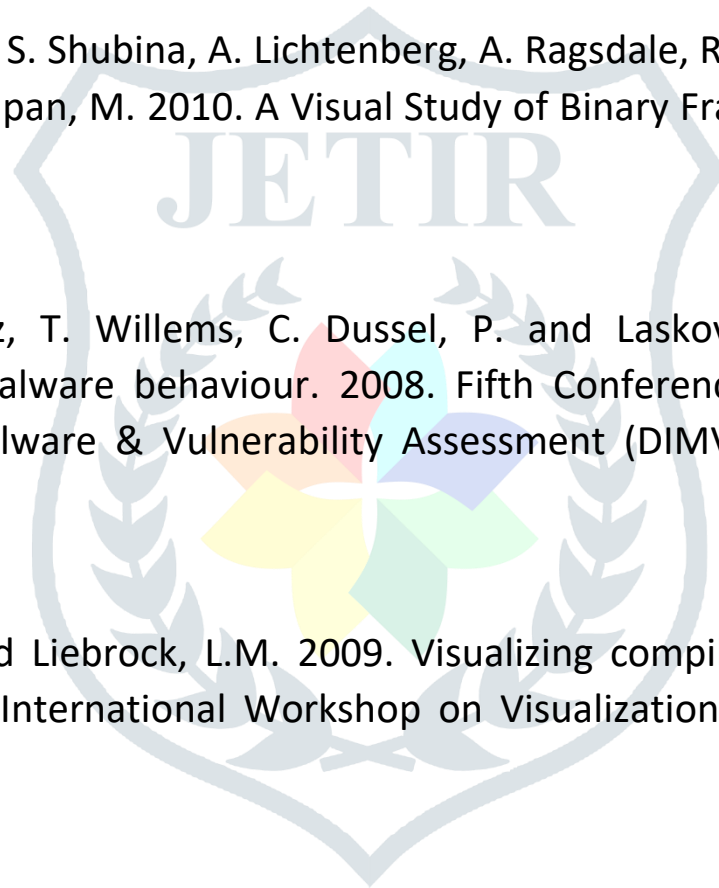 S. Shubina, A. Lichtenberg, A. Ragsdale, R
pan, M. 2010. A Visual Study of Binary Fra
JETIR
z, T. Willems, C. Dussel, P. and Laskov
alware behaviour. 2008. Fifth Conferenc
lware & Vulnerability Assessment (DIMV
d Liebrock, L.M. 2009. Visualizing compi
International Workshop on Visualization